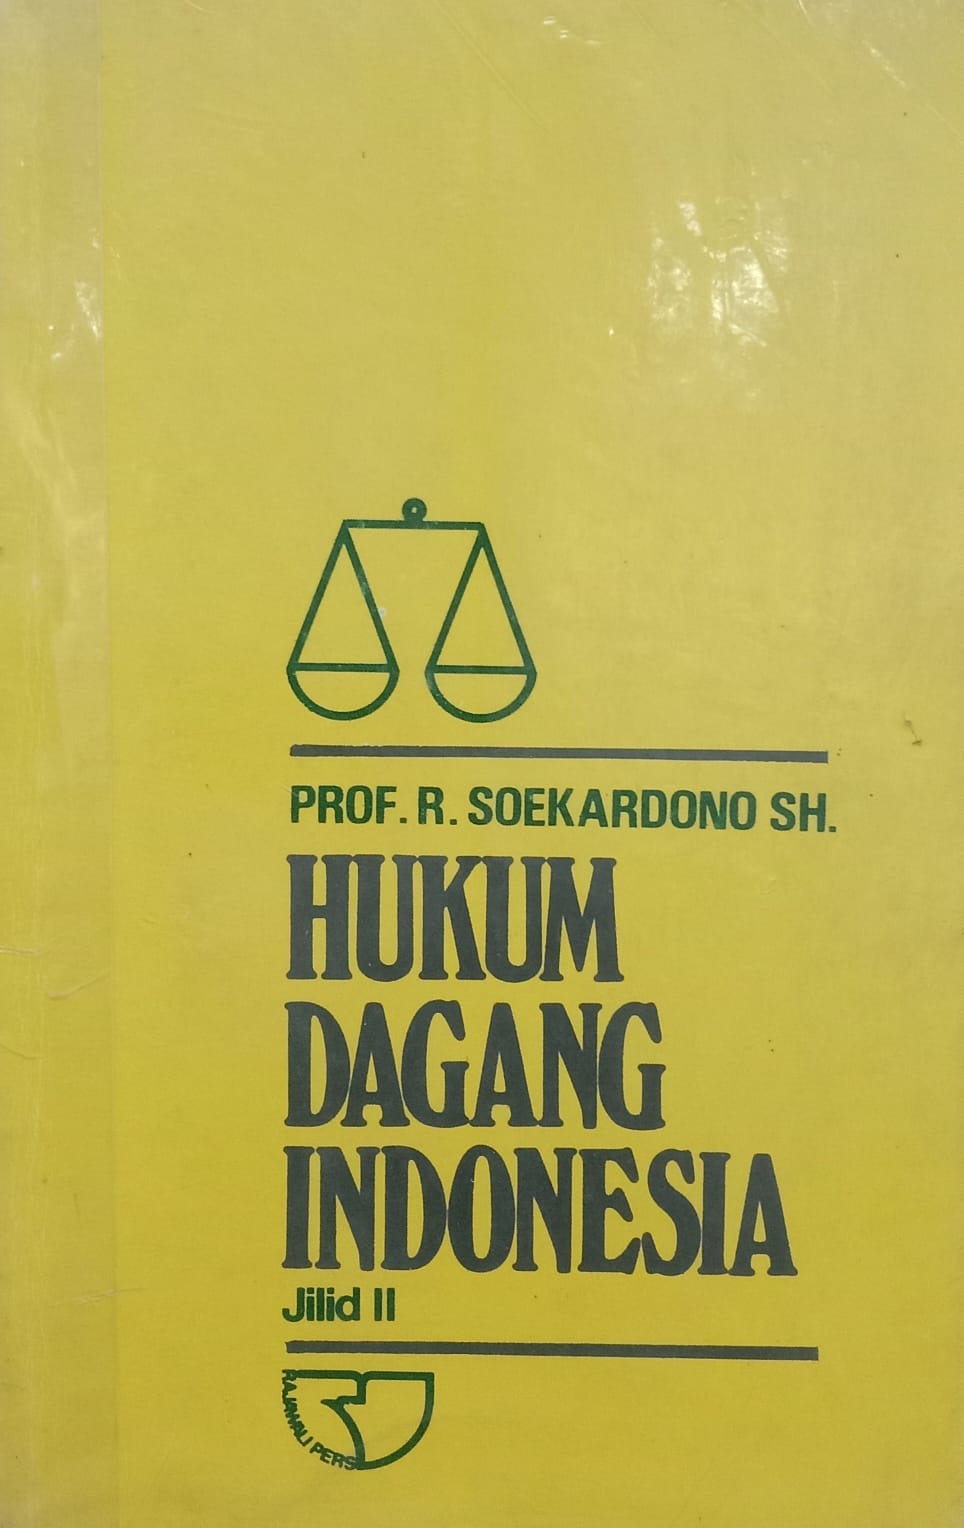 PROF. R. SOEKARDONO SH.
HUKUM
DAGANG
INDONESIA
Jilid II
RAJAWALI PERS